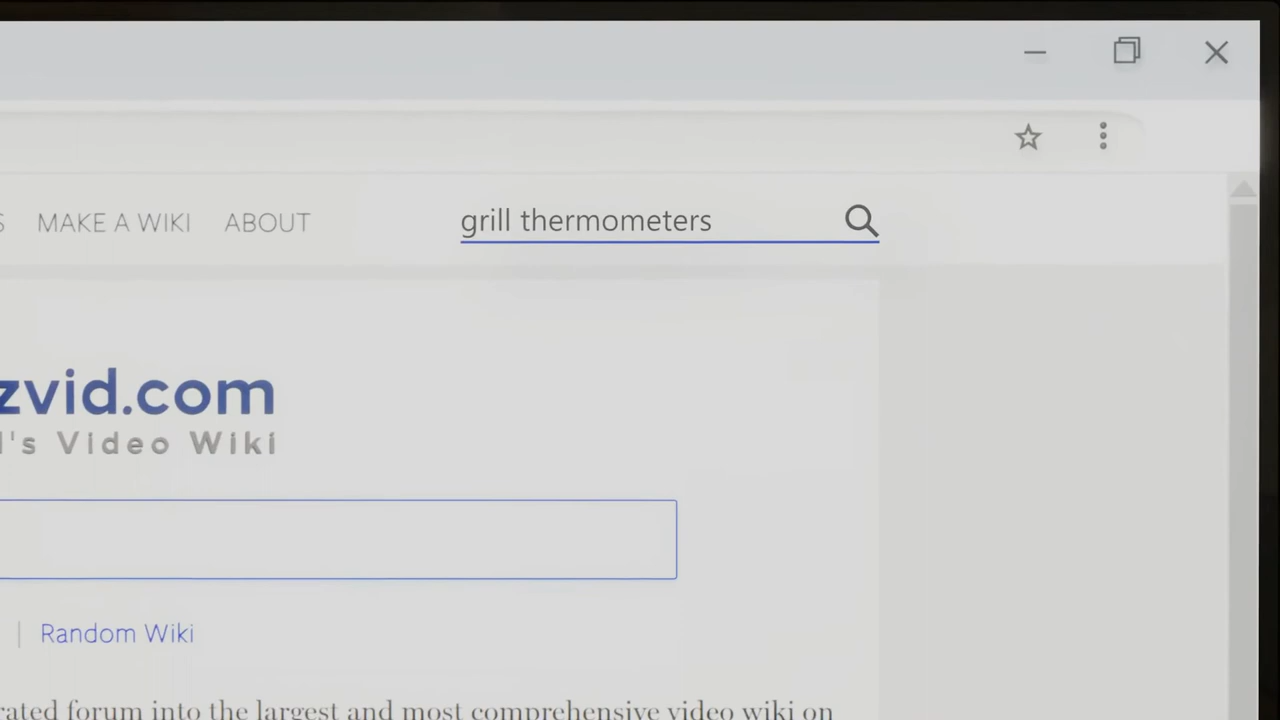 MAKE A WIKI ABOUT grill thermometers
zvid.com
l's Video Wiki
| Random Wiki
rated forum into the largest and most comprehensive video wiki on